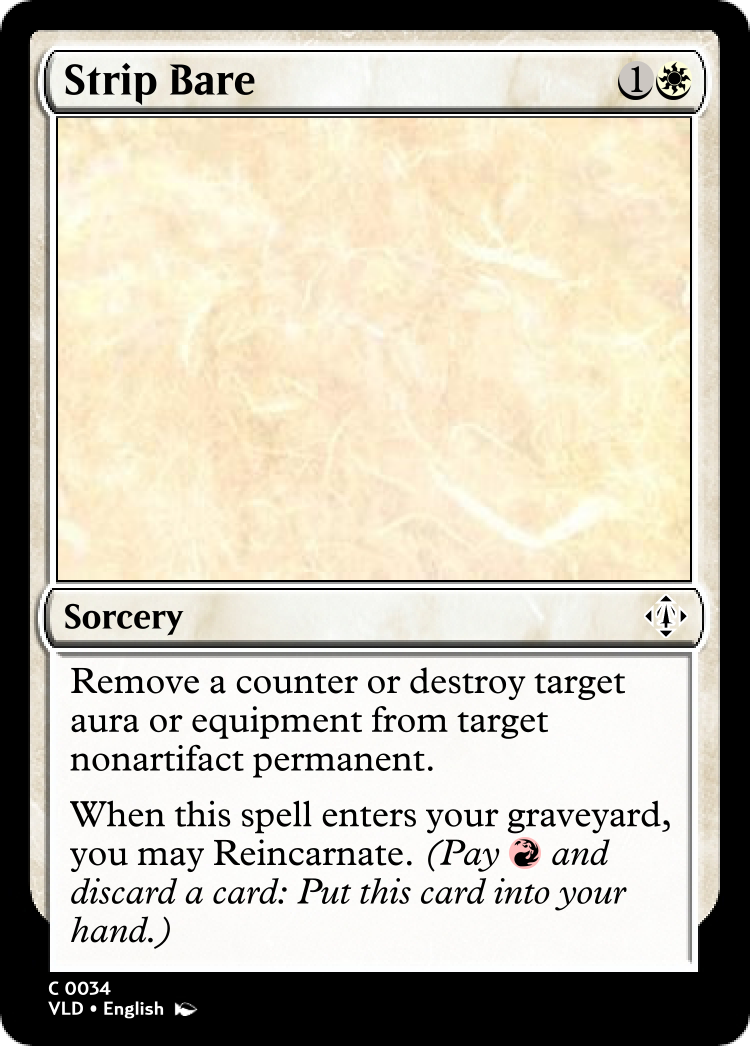 Strip Bare 1
Sorcery
Remove a counter or destroy target
aura or equipment from target
nonartifact permanent.
When this spell enters your graveyard,
you may Reincarnate. (Pay and
discard a card: Put this card into your
hand.)
C 0034
VLD • English